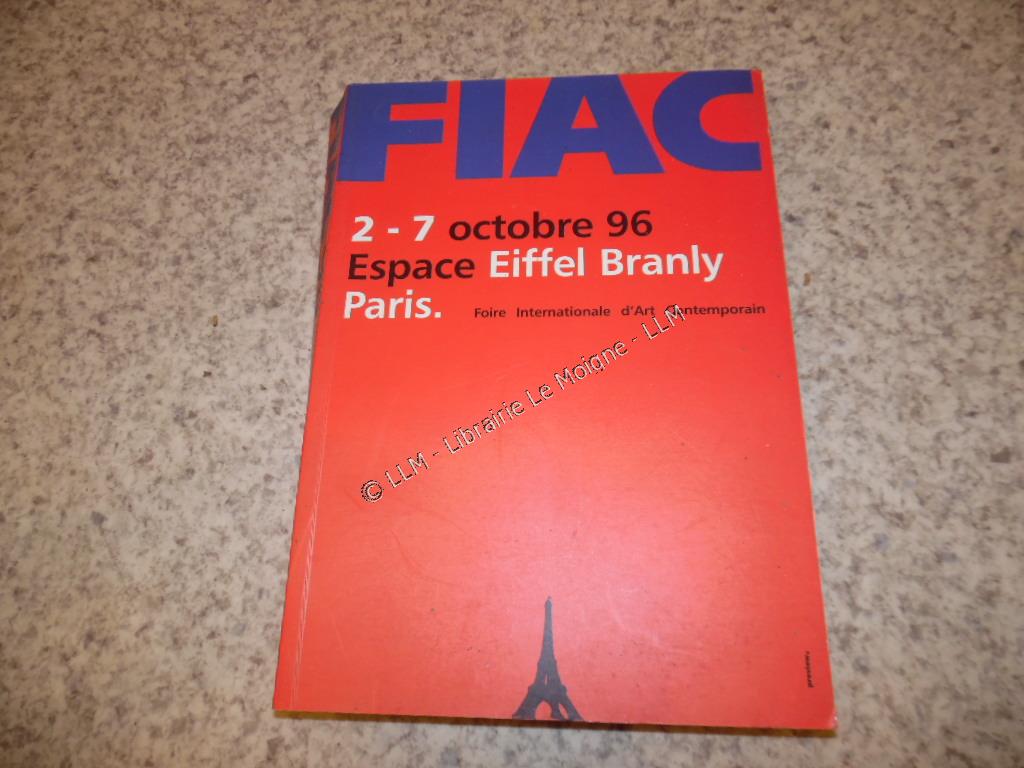 FIAC
2 - 7 octobre 96
Espace Eiffel Branly
Paris.
Foire Internationale d'Art Contemporain
© LLM - Librairie Le Moigne - LLM